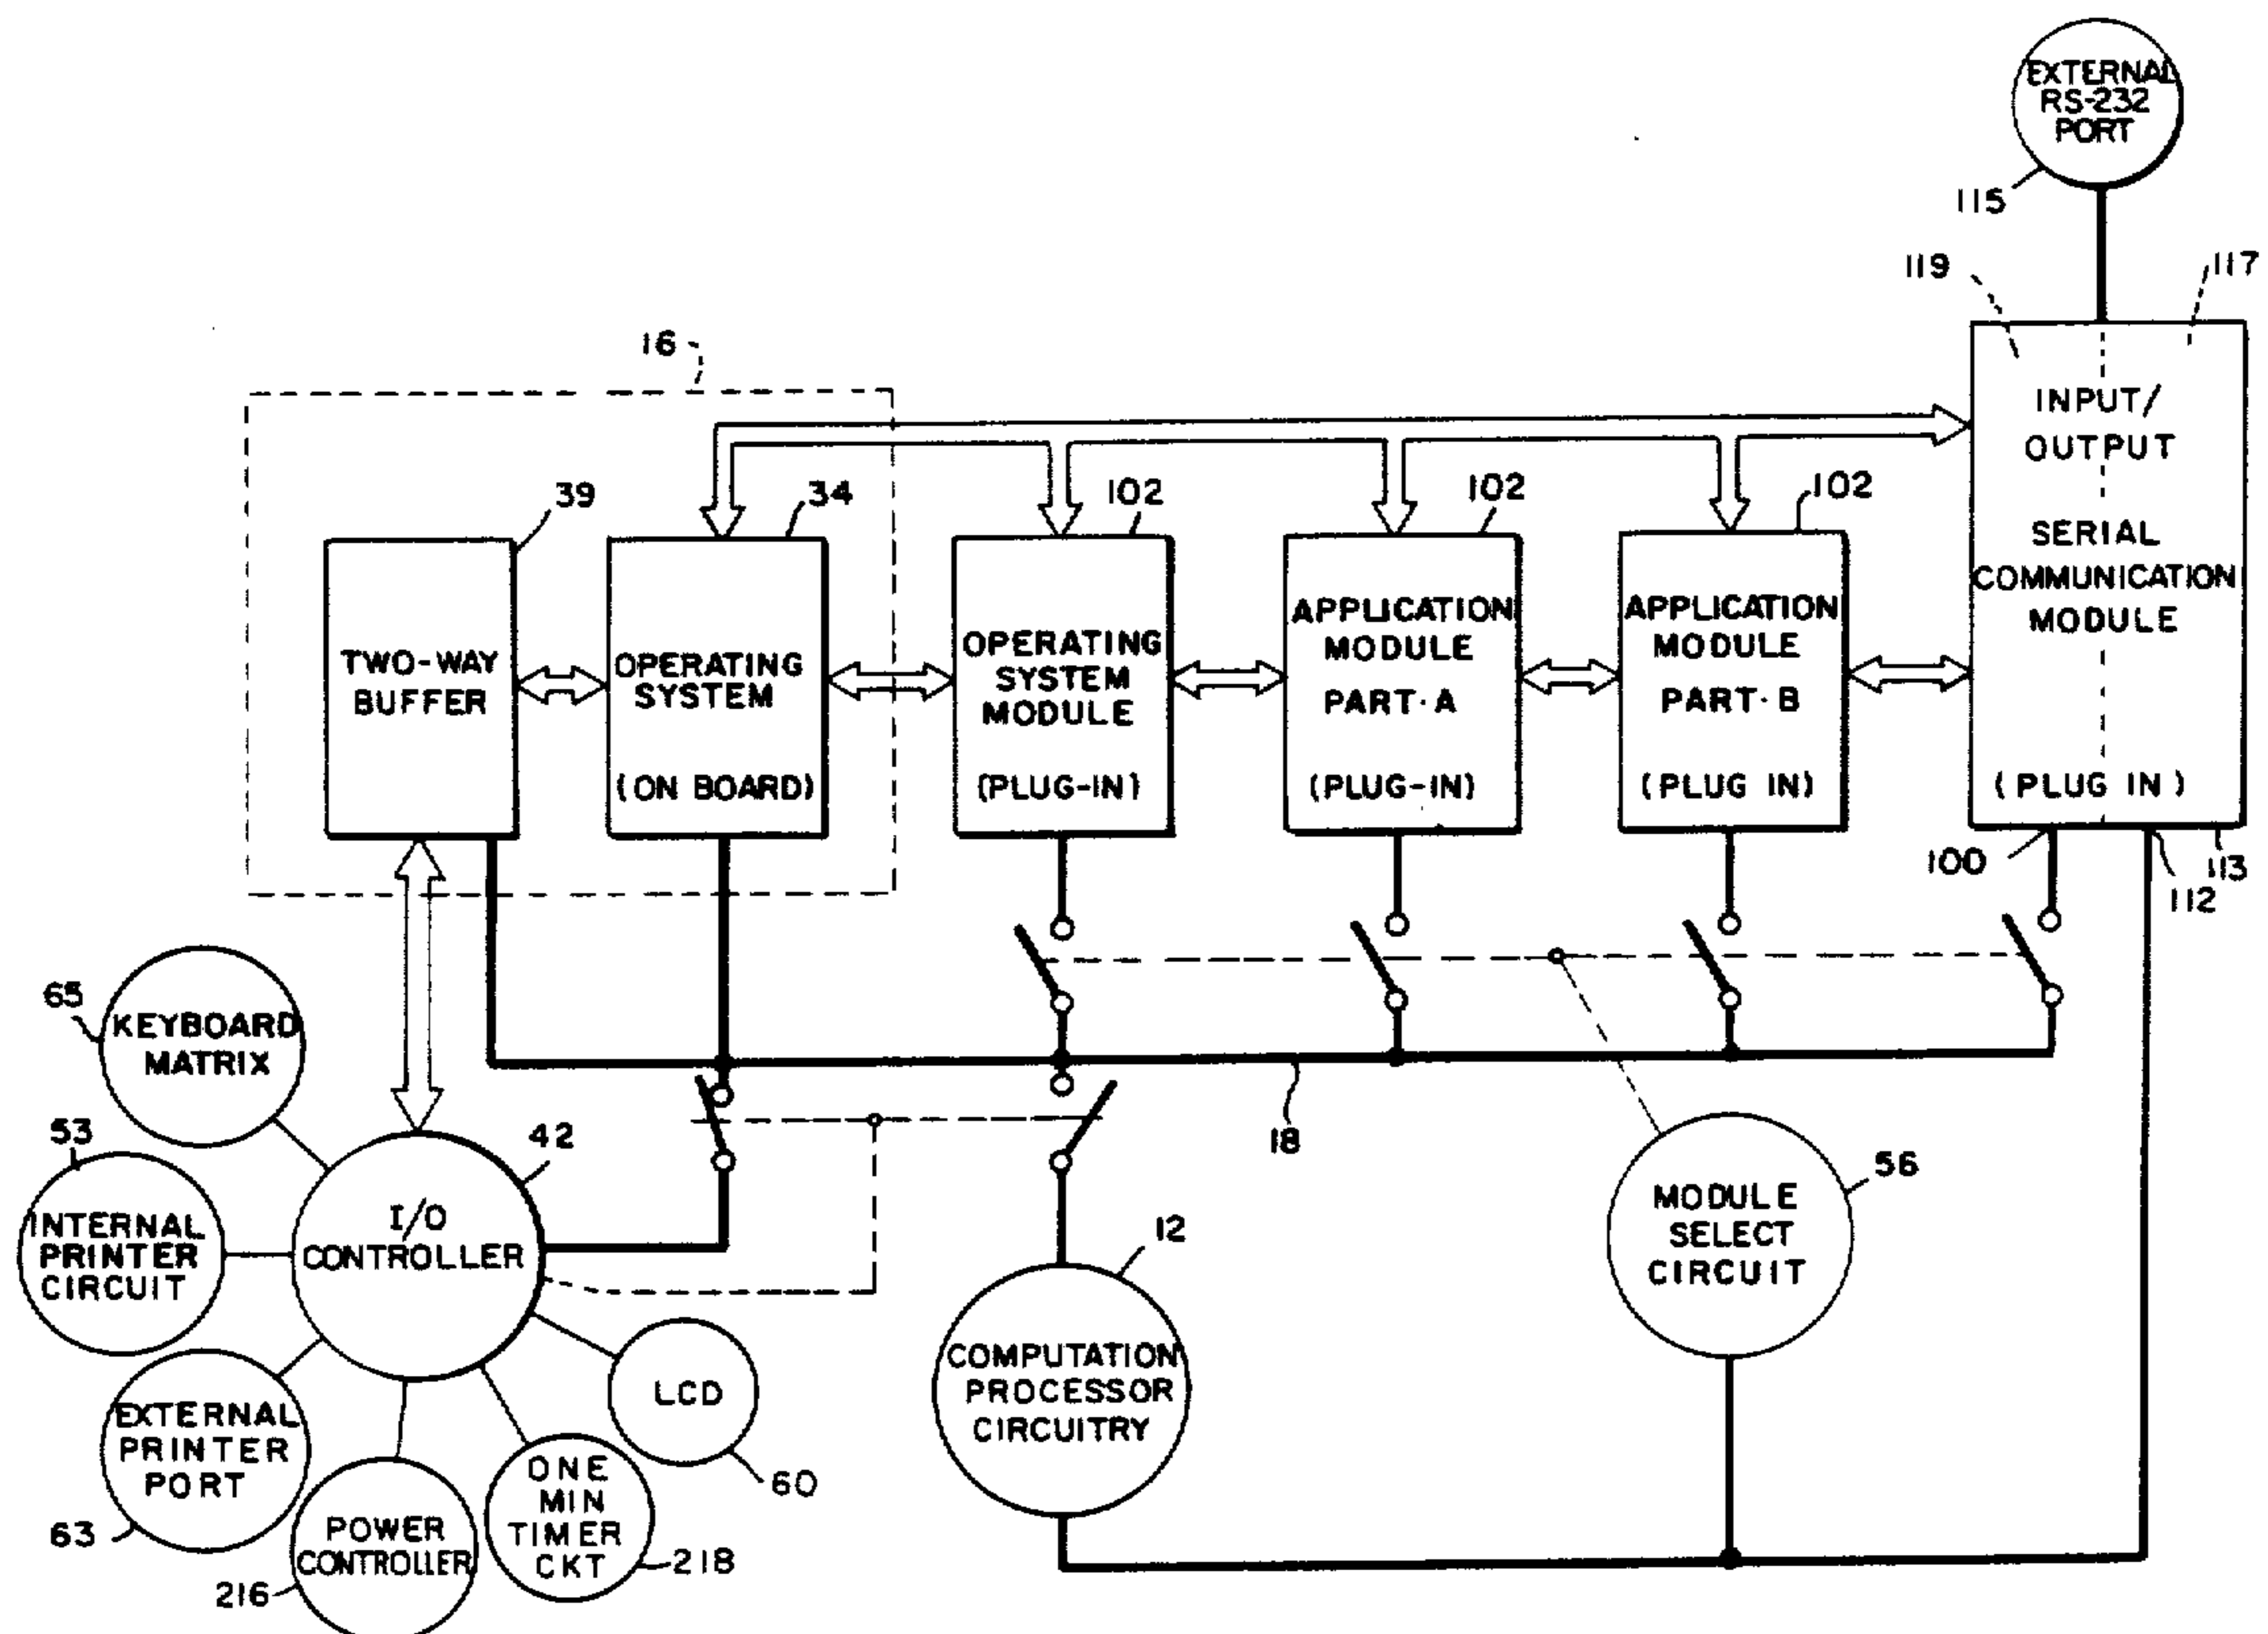 EXTERNAL
RS-232
PORT
115
119
117
16
INPUT/
OUTPUT
SERIAL
COMMUNICATION
MODULE
(PLUG IN)
39
34
102
102
102
TWO-WAY
BUFFER
OPERATING
SYSTEM
(ON BOARD)
OPERATING
SYSTEM
MODULE
(PLUG-IN)
APPLICATION
MODULE
PART·A
(PLUG-IN)
APPLICATION
MODULE
PART·B
(PLUG IN)
100
113
112
65
KEYBOARD
MATRIX
53
42
18
56
INTERNAL
PRINTER
CIRCUIT
I/O
CONTROLLER
12
MODULE
SELECT
CIRCUIT
COMPUTATION
PROCESSOR
CIRCUITRY
LCD
60
EXTERNAL
PRINTER
PORT
63
POWER
CONTROLLER
216
ONE
MIN
TIMER
CKT
218